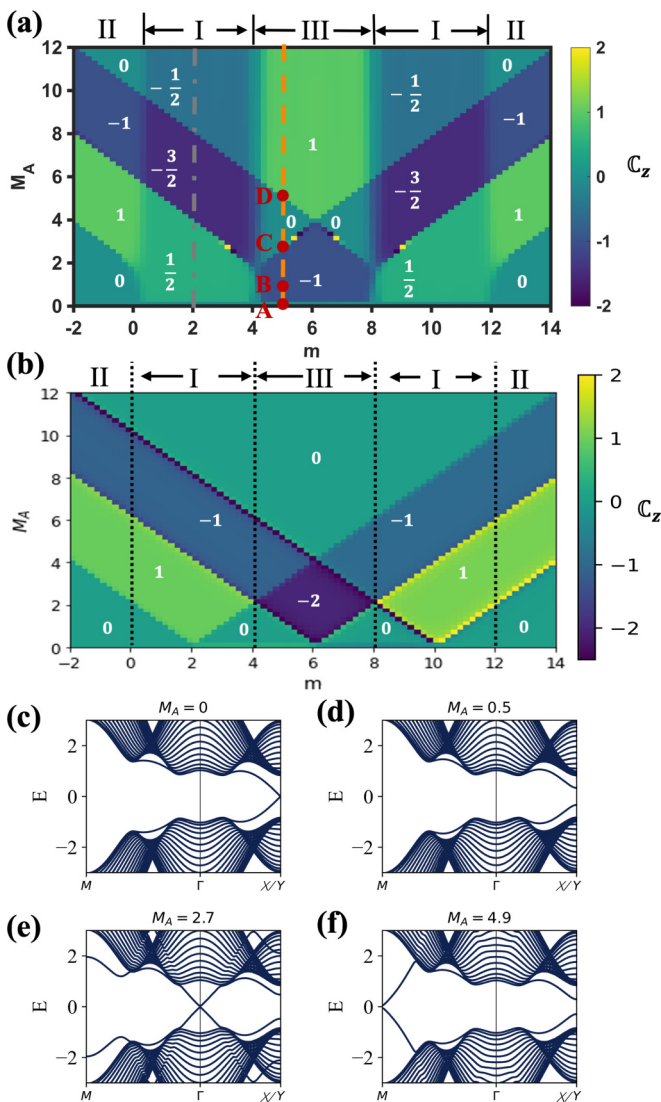 (a) II I III I II
12
10
8
6
4
2
0
M_A
0 -1/2 -1/2 0
-1 -1
-3/2 1 -3/2
D
1 0 0 1
C
1/2 B -1 1/2
0 A 0
-2 0 2 4 6 8 10 12 14
m
2
1
0
-1
-2
ℂ_z
(b) II I III I II
12
10
8
6
4
2
0
M_A
0
-1 -1
1 1
-2
0 0 0 0
-2 0 2 4 6 8 10 12 14
m
2
1
0
−1
−2
ℂ_z
(c) M_A = 0 (d) M_A = 0.5
E 2 0 −2 E 2 0 −2
M Γ X/Y M Γ X/Y
(e) M_A = 2.7 (f) M_A = 4.9
E 2 0 −2 E 2 0 −2
M Γ X/Y M Γ X/Y